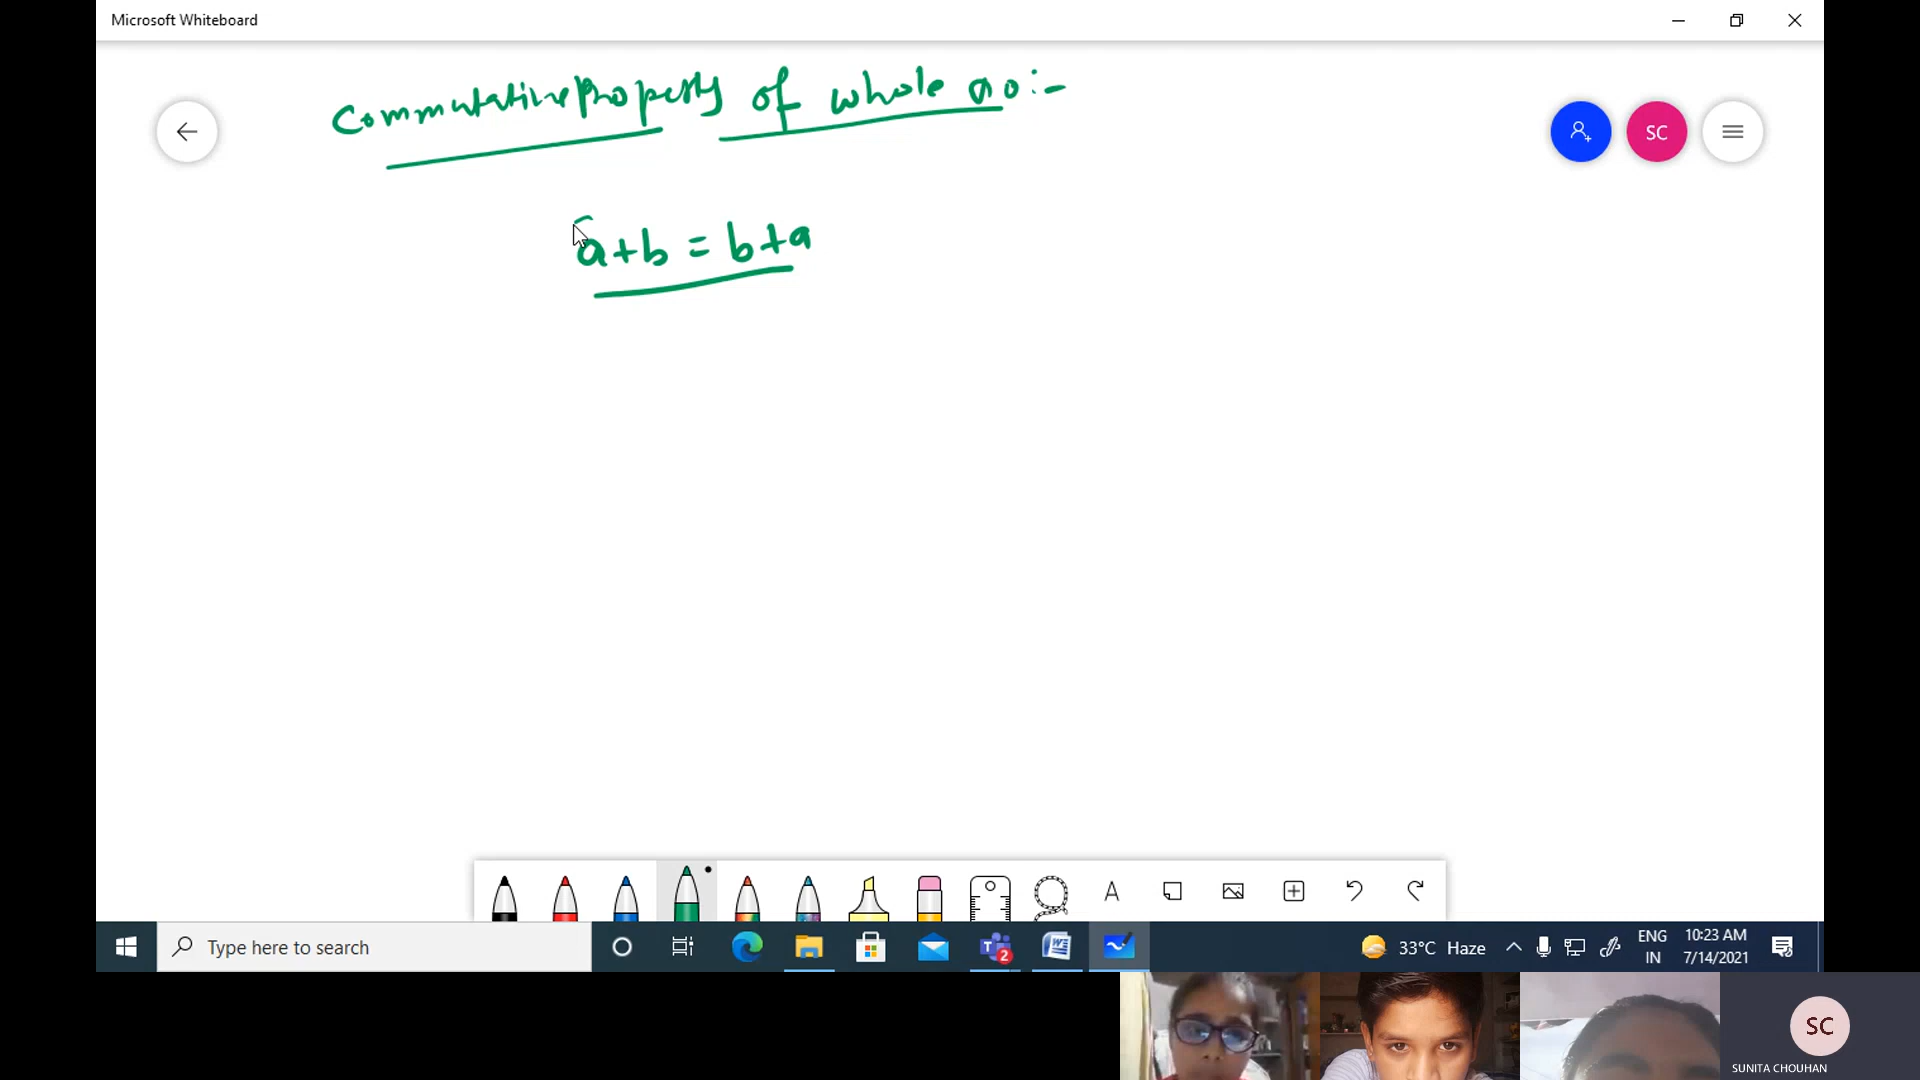 Microsoft Whiteboard
Commutative Property of whole no:-
SC
a+b = b+a
A
Type here to search
2
33°C Haze
ENG
IN
10:23 AM
7/14/2021
SC
SUNITA CHOUHAN